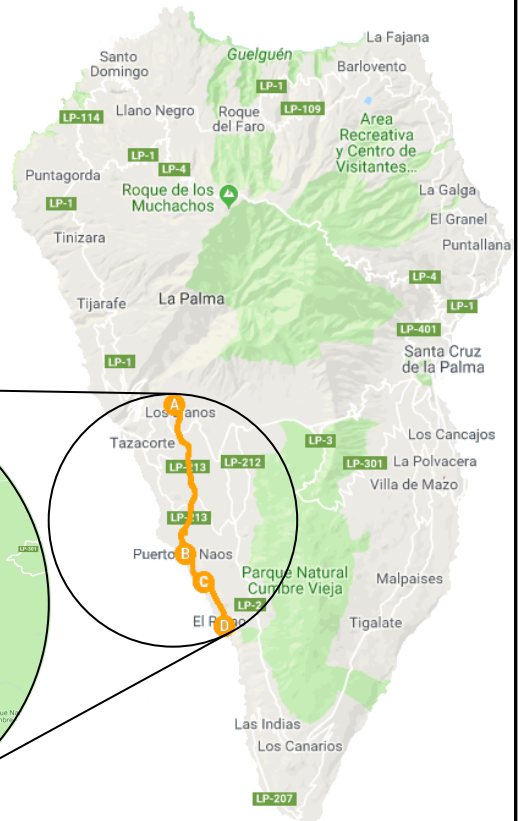 La Fajana
Guelguén
Santo
Domingo
Barlovento
LP-1
LP-109
LP-114
Llano Negro
Roque
del Faro
Area
Recreativa
y Centro de
Visitantes...
LP-1
LP-4
Puntagorda
Roque de los
Muchachos
La Galga
LP-1
El Granel
Tinizara
Puntallana
LP-4
Tijarafe
La Palma
LP-1
LP-401
LP-1
Santa Cruz
de la Palma
A
Los
Tazacorte
LP-3
Los Cancajos
LP-213
LP-212
LP-301
La Polvacera
Villa de Mazo
LP-213
Puerto
B
Naos
C
Parque Natural
Cumbre Vieja
Malpaises
LP-2
El
D
Tigalate
Las Indias
Los Canarios
LP-207